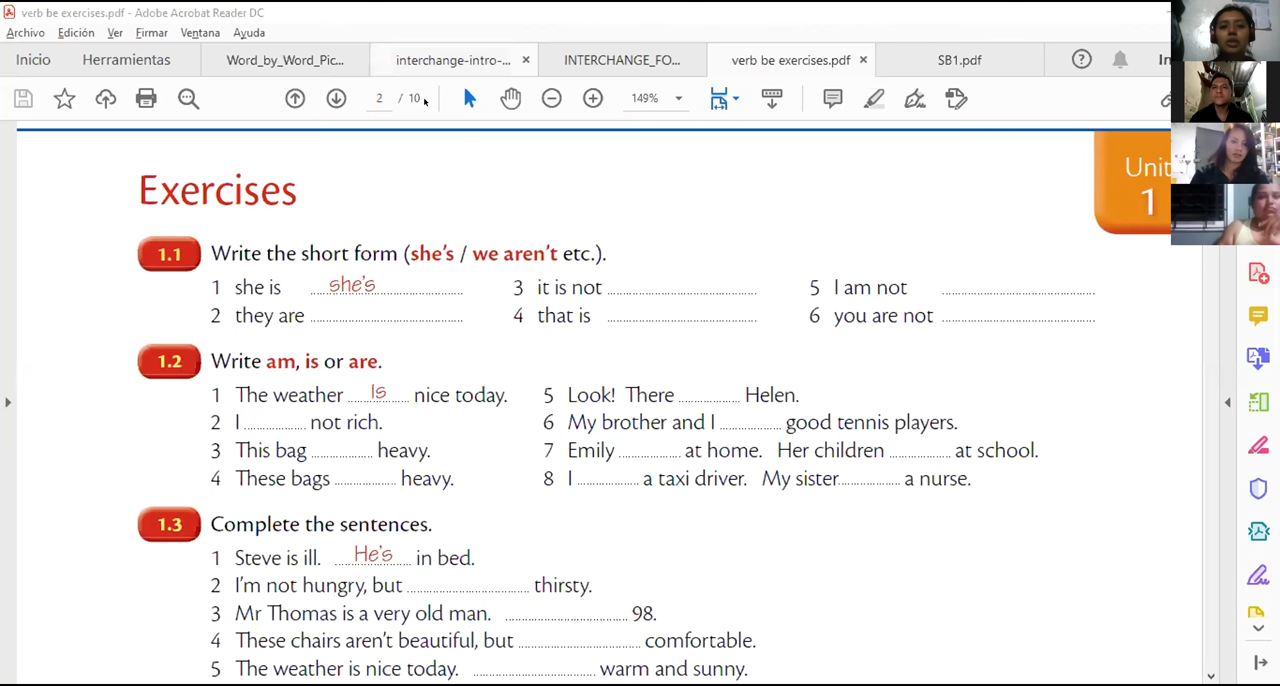 verb be exercises.pdf - Adobe Acrobat Reader DC
Archivo Edición Ver Firmar Ventana Ayuda
Inicio Herramientas Word_by_Word_Pic... interchange-intro-... × INTERCHANGE_FO... verb be exercises.pdf × SB1.pdf
2 / 10 149%
Exercises
Unit
1
1.1 Write the short form (she's / we aren't etc.).
1 she is she's 3 it is not 5 I am not
2 they are 4 that is 6 you are not
1.2 Write am, is or are.
1 The weather Is nice today. 5 Look! There Helen.
2 I not rich. 6 My brother and I good tennis players.
3 This bag heavy. 7 Emily at home. Her children at school.
4 These bags heavy. 8 I a taxi driver. My sister a nurse.
1.3 Complete the sentences.
1 Steve is ill. He's in bed.
2 I'm not hungry, but thirsty.
3 Mr Thomas is a very old man. 98.
4 These chairs aren't beautiful, but comfortable.
5 The weather is nice today. warm and sunny.